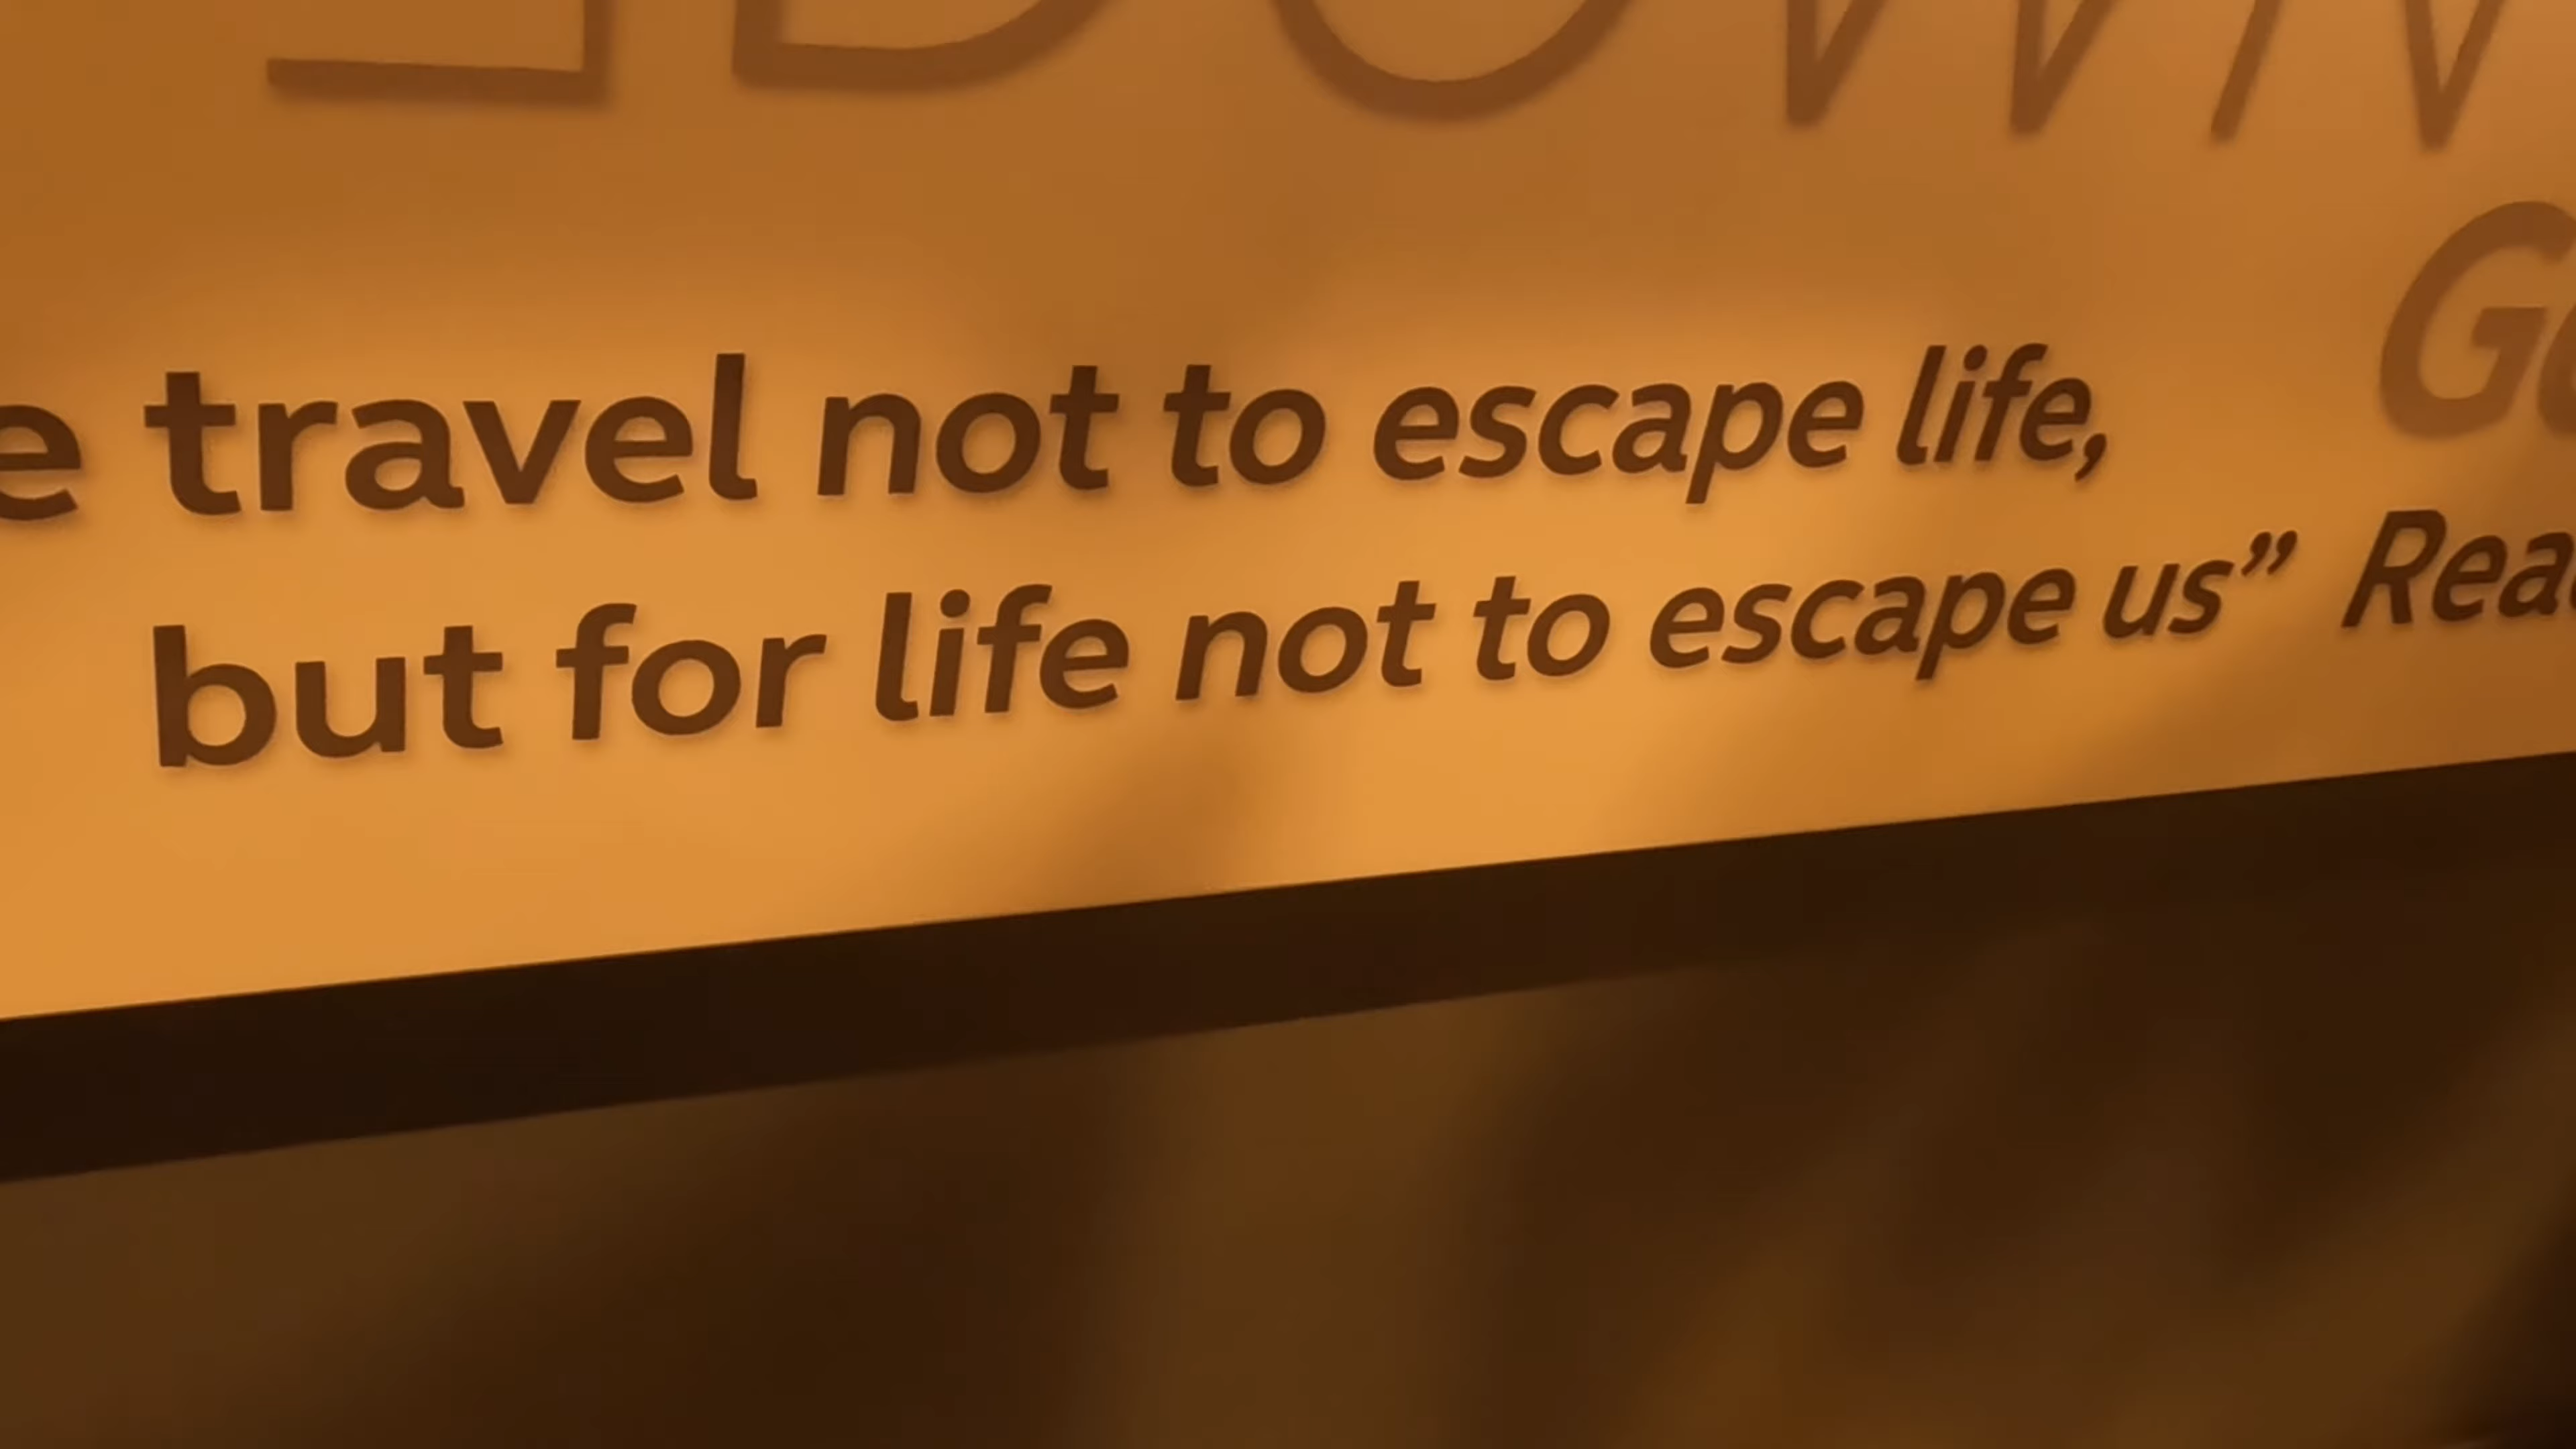 e travel not to escape life,
but for life not to escape us”